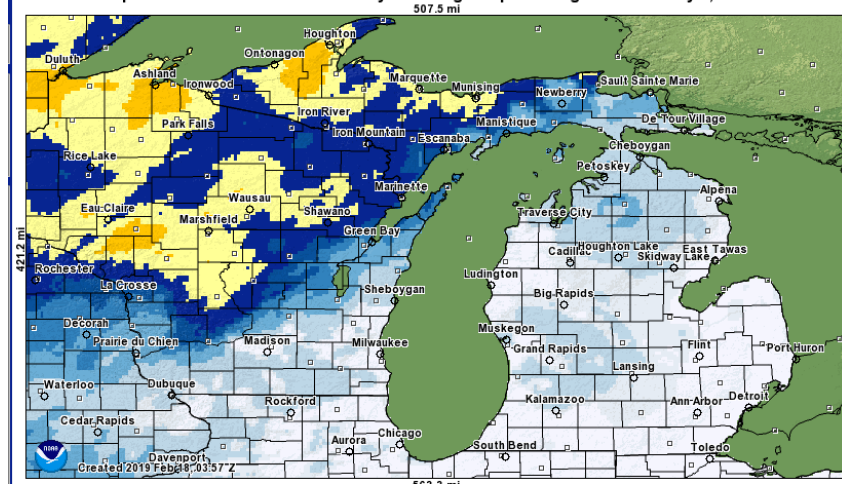 507.5 mi
Houghton
Duluth
Ontonagon
Ashland
Ironwood
Marquette
Munising
Sault Sainte Marie
Newberry
Park Falls
Iron River
Iron Mountain
Escanaba
Manistique
De Tour Village
Cheboygan
Rice Lake
Petoskey
Alpena
Wausau
Marinette
Eau Claire
Marshfield
Shawano
Traverse City
Green Bay
421.2 mi
Cadillac
Houghton Lake
Skidway Lake
East Tawas
Rochester
La Crosse
Sheboygan
Ludington
Big Rapids
Decorah
Prairie du Chien
Madison
Milwaukee
Muskegon
Grand Rapids
Flint
Port Huron
Lansing
Waterloo
Dubuque
Rockford
Kalamazoo
Ann Arbor
Detroit
Cedar Rapids
Aurora
Chicago
South Bend
Toledo
NOAA
Davenport
Created 2019 Feb 18, 03:57"Z